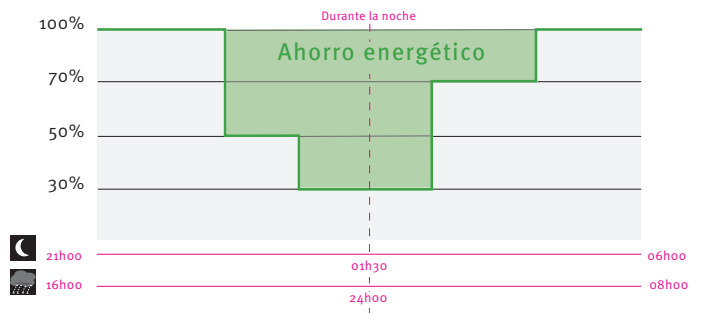 Durante la noche
100%
Ahorro energético
70%
50%
30%
21h00
06h00
01h30
16h00
08h00
24h00